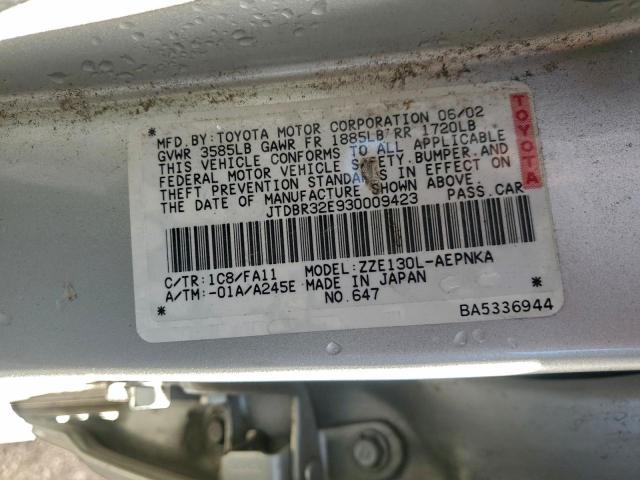 MFD. BY: TOYOTA MOTOR CORPORATION 06/02
GVWR 3585LB GAWR FR 1885LB RR 1720LB
THIS VEHICLE CONFORMS TO ALL APPLICABLE
FEDERAL MOTOR VEHICLE SAFETY, BUMPER, AND
THEFT PREVENTION STANDARDS IN EFFECT ON
THE DATE OF MANUFACTURE SHOWN ABOVE.
JTDBR32E930009423 PASS. CAR
TOYOTA
C/TR: 1C8/FA11 MODEL: ZZE130L-AEPNKA
A/TM: -01A/A245E MADE IN JAPAN
* NO. 647 BA5336944 *